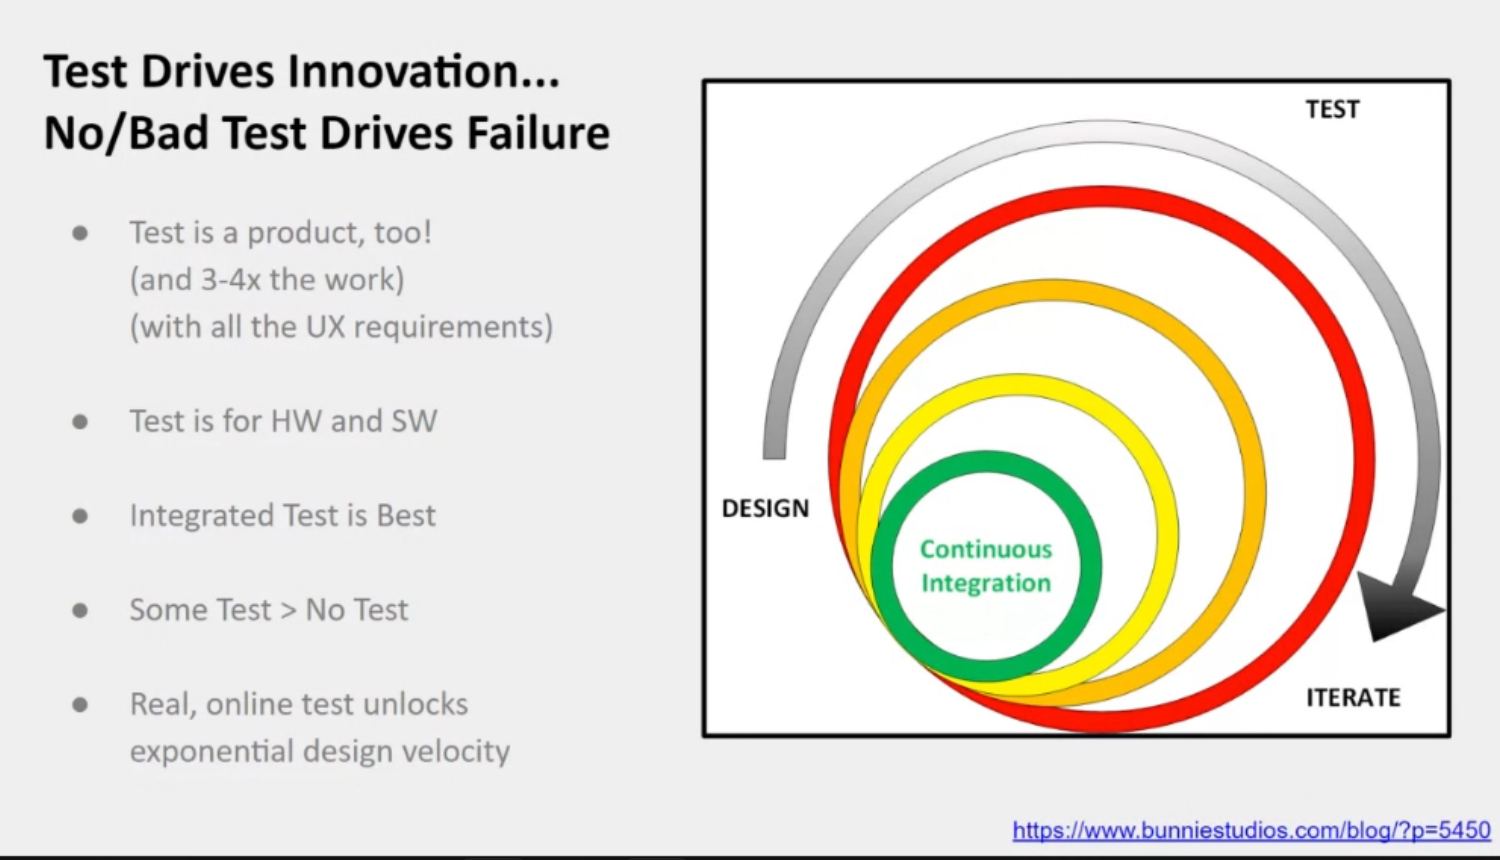 Test Drives Innovation...
No/Bad Test Drives Failure
● Test is a product, too!
(and 3-4x the work)
(with all the UX requirements)
● Test is for HW and SW
● Integrated Test is Best
● Some Test > No Test
● Real, online test unlocks
exponential design velocity
TEST
DESIGN
Continuous
Integration
ITERATE
https://www.bunniestudios.com/blog/?p=5450